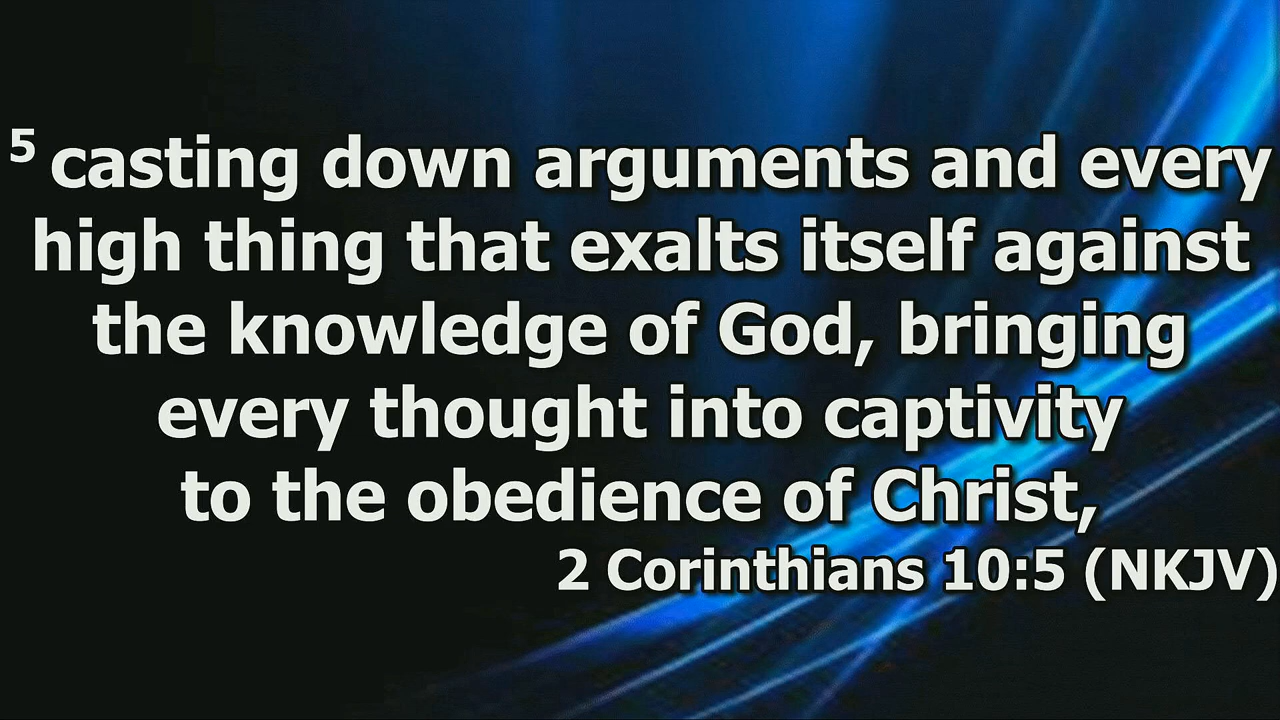 5 casting down arguments and every
high thing that exalts itself against
the knowledge of God, bringing
every thought into captivity
to the obedience of Christ,
2 Corinthians 10:5 (NKJV)